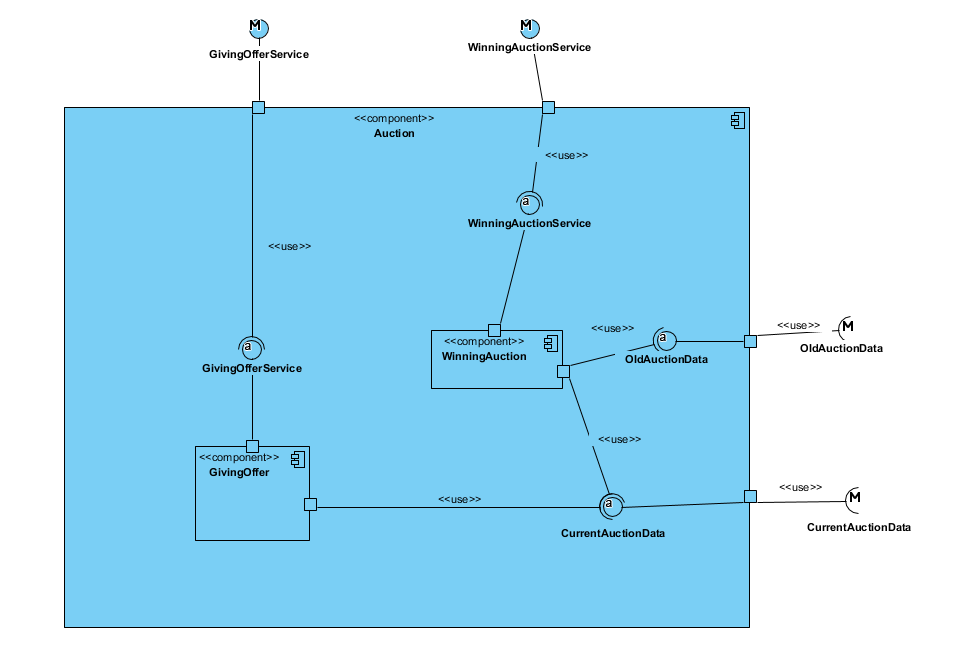 M
GivingOfferService
M
WinningAuctionService
<<component>>
Auction
<<use>>
a
WinningAuctionService
<<use>>
a
GivingOfferService
<<component>>
WinningAuction
<<use>>
a
OldAuctionData
<<use>>
M
OldAuctionData
<<use>>
<<component>>
GivingOffer
<<use>>
a
CurrentAuctionData
<<use>>
M
CurrentAuctionData